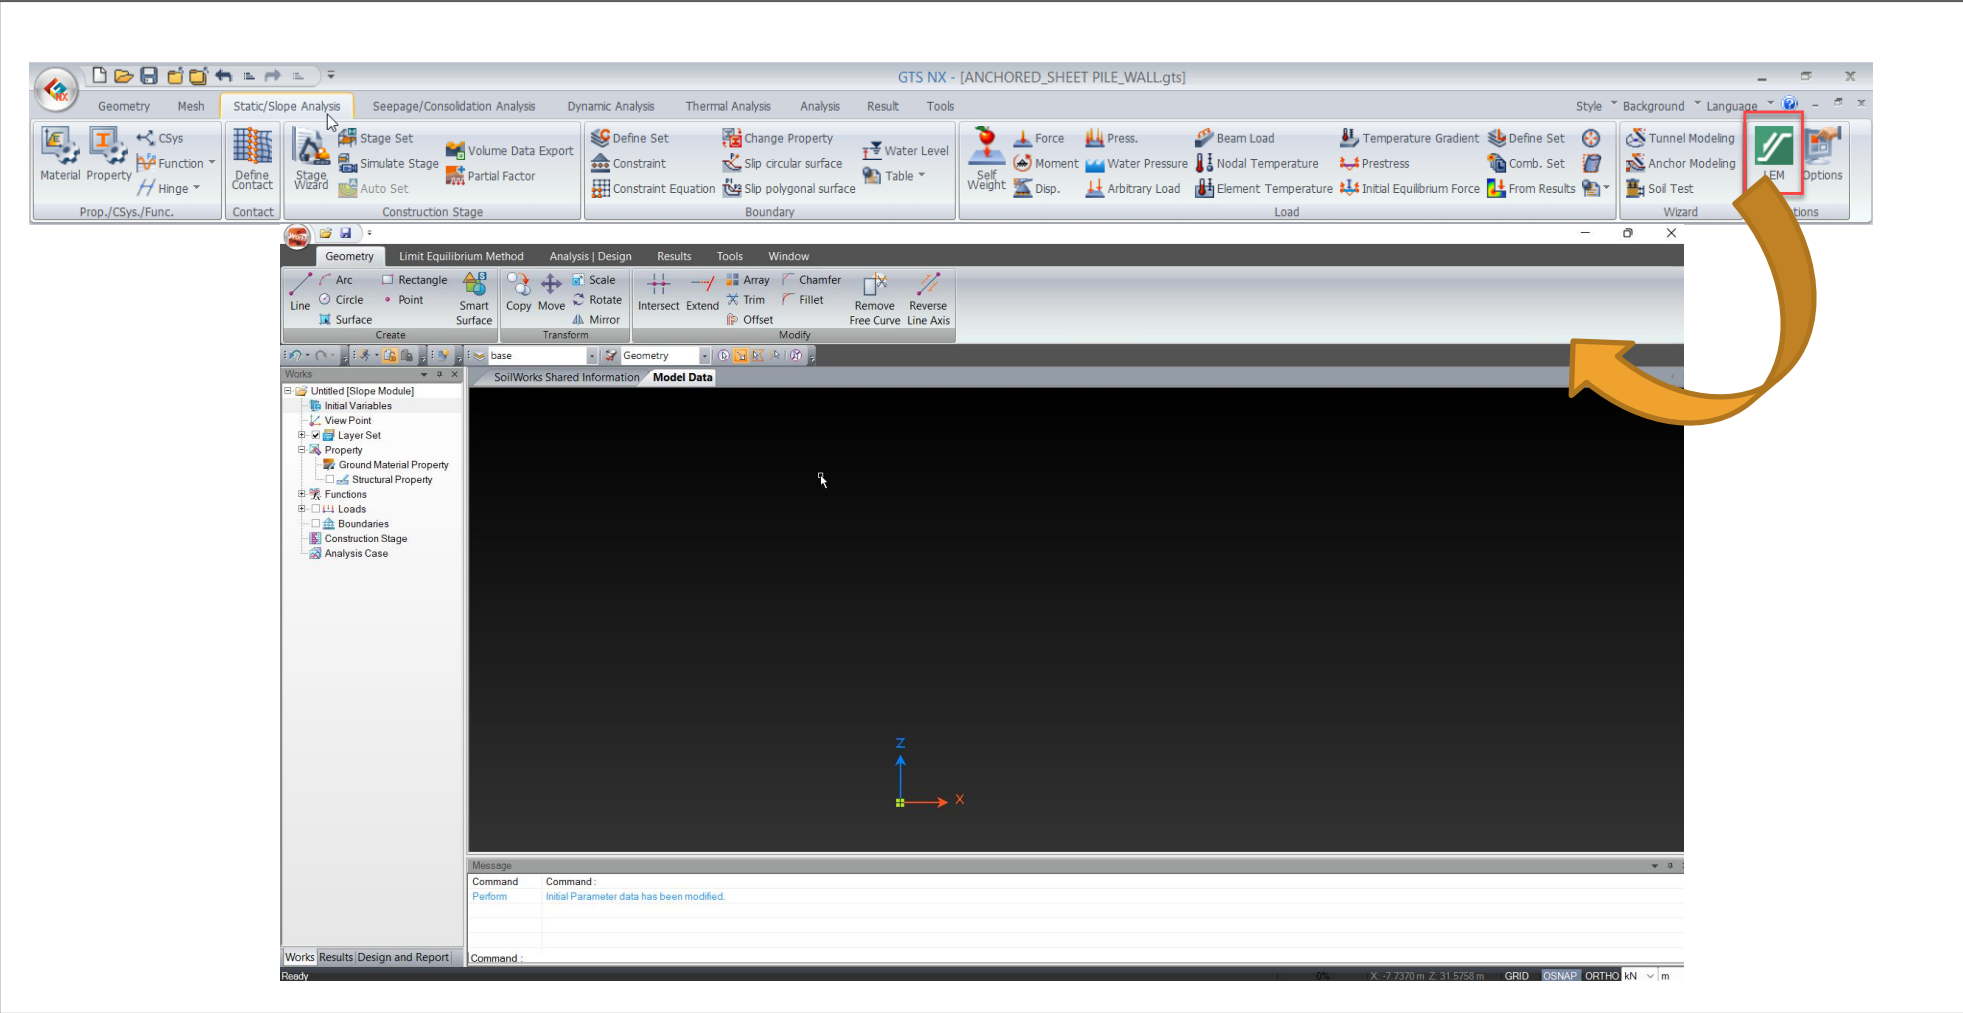 GTS NX - [ANCHORED_SHEET PILE_WALL.gts]
NX
Geometry Mesh Static/Slope Analysis Seepage/Consolidation Analysis Dynamic Analysis Thermal Analysis Analysis Result Tools Style Background Language
Material Property
CSys
Function
Hinge
Prop./CSys./Func.
Define
Contact
Contact
Stage
Wizard
Stage Set
Simulate Stage
Auto Set
Volume Data Export
Partial Factor
Construction Stage
Define Set
Constraint
Constraint Equation
Change Property
Slip circular surface
Slip polygonal surface
Water Level
Table
Boundary
Self
Weight
Force
Moment
Disp.
Press.
Water Pressure
Arbitrary Load
Beam Load
Nodal Temperature
Element Temperature
Temperature Gradient
Prestress
Initial Equilibrium Force
Define Set
Comb. Set
From Results
Load
Tunnel Modeling
Anchor Modeling
Soil Test
Wizard
LEM
Options
tions
Geometry Limit Equilibrium Method Analysis | Design Results Tools Window
Line
Arc
Circle
Surface
Rectangle
Point
Smart
Surface
Create
Copy Move
Scale
Rotate
Mirror
Transform
Intersect Extend
Array
Trim
Offset
Chamfer
Fillet
Remove
Free Curve
Reverse
Line Axis
Modify
base Geometry
Works
SoilWorks Shared Information Model Data
Untitled [Slope Module]
Initial Variables
View Point
Layer Set
Property
Ground Material Property
Structural Property
Functions
Loads
Boundaries
Construction Stage
Analysis Case
Z
X
Message
Command Command :
Perform Initial Parameter data has been modified.
Works Results Design and Report
Command :
Ready 0% X: -7.7370 m Z: 31.5758 m GRID OSNAP ORTHO kN m